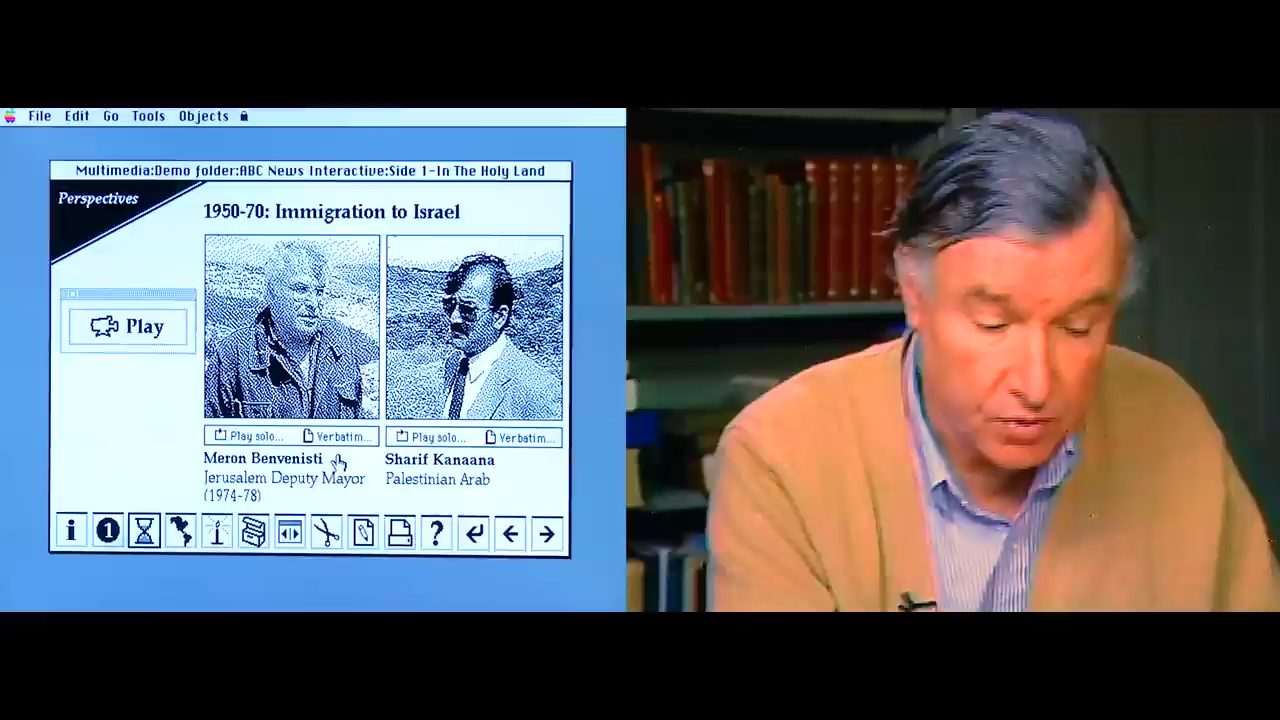 File Edit Go Tools Objects
Multimedia:Demo folder:ABC News Interactive:Side 1-In The Holy Land
Perspectives
1950-70: Immigration to Israel
Play
Play solo... Verbatim... Play solo... Verbatim...
Meron Benvenisti
Jerusalem Deputy Mayor
(1974-78)
Sharif Kanaana
Palestinian Arab
i 1 ?